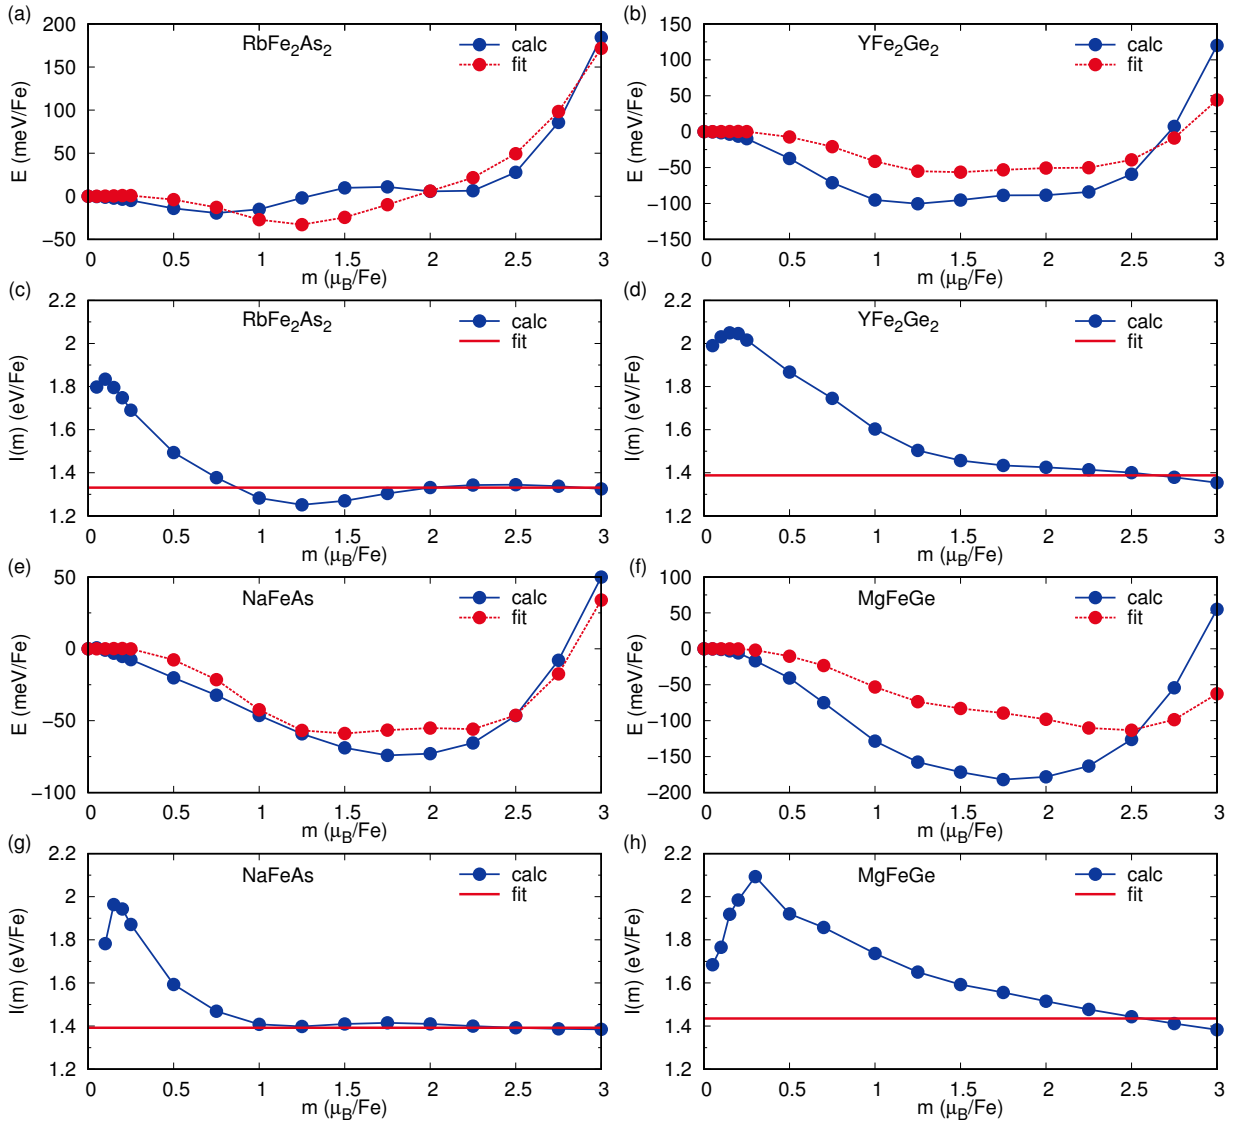 (a)
RbFe₂As₂
calc
fit
E (meV/Fe)
200
150
100
50
0
−50
0 0.5 1 1.5 2 2.5 3
m (μB/Fe)
(b)
YFe₂Ge₂
calc
fit
E (meV/Fe)
150
100
50
0
−50
−100
−150
0 0.5 1 1.5 2 2.5 3
m (μB/Fe)
(c)
RbFe₂As₂
calc
fit
I(m) (eV/Fe)
2.2
2
1.8
1.6
1.4
1.2
0 0.5 1 1.5 2 2.5 3
m (μB/Fe)
(d)
YFe₂Ge₂
calc
fit
I(m) (eV/Fe)
2.2
2
1.8
1.6
1.4
1.2
0 0.5 1 1.5 2 2.5 3
m (μB/Fe)
(e)
NaFeAs
calc
fit
E (meV/Fe)
50
0
−50
−100
0 0.5 1 1.5 2 2.5 3
m (μB/Fe)
(f)
MgFeGe
calc
fit
E (meV/Fe)
100
50
0
−50
−100
−150
−200
0 0.5 1 1.5 2 2.5 3
m (μB/Fe)
(g)
NaFeAs
calc
fit
I(m) (eV/Fe)
2.2
2
1.8
1.6
1.4
1.2
0 0.5 1 1.5 2 2.5 3
m (μB/Fe)
(h)
MgFeGe
calc
fit
I(m) (eV/Fe)
2.2
2
1.8
1.6
1.4
1.2
0 0.5 1 1.5 2 2.5 3
m (μB/Fe)